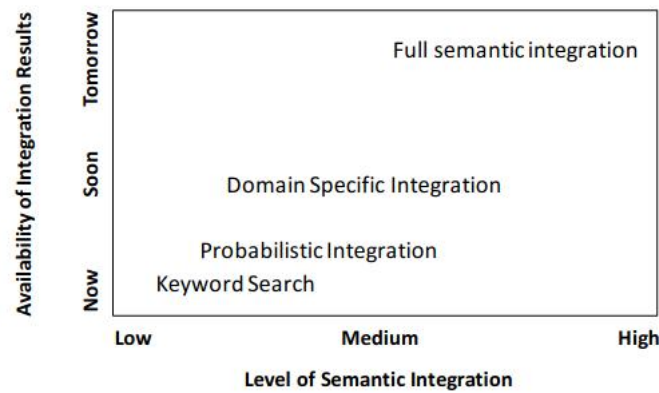 Availability of Integration Results
Tomorrow
Soon
Now
Full semantic integration
Domain Specific Integration
Probabilistic Integration
Keyword Search
Low
Medium
High
Level of Semantic Integration